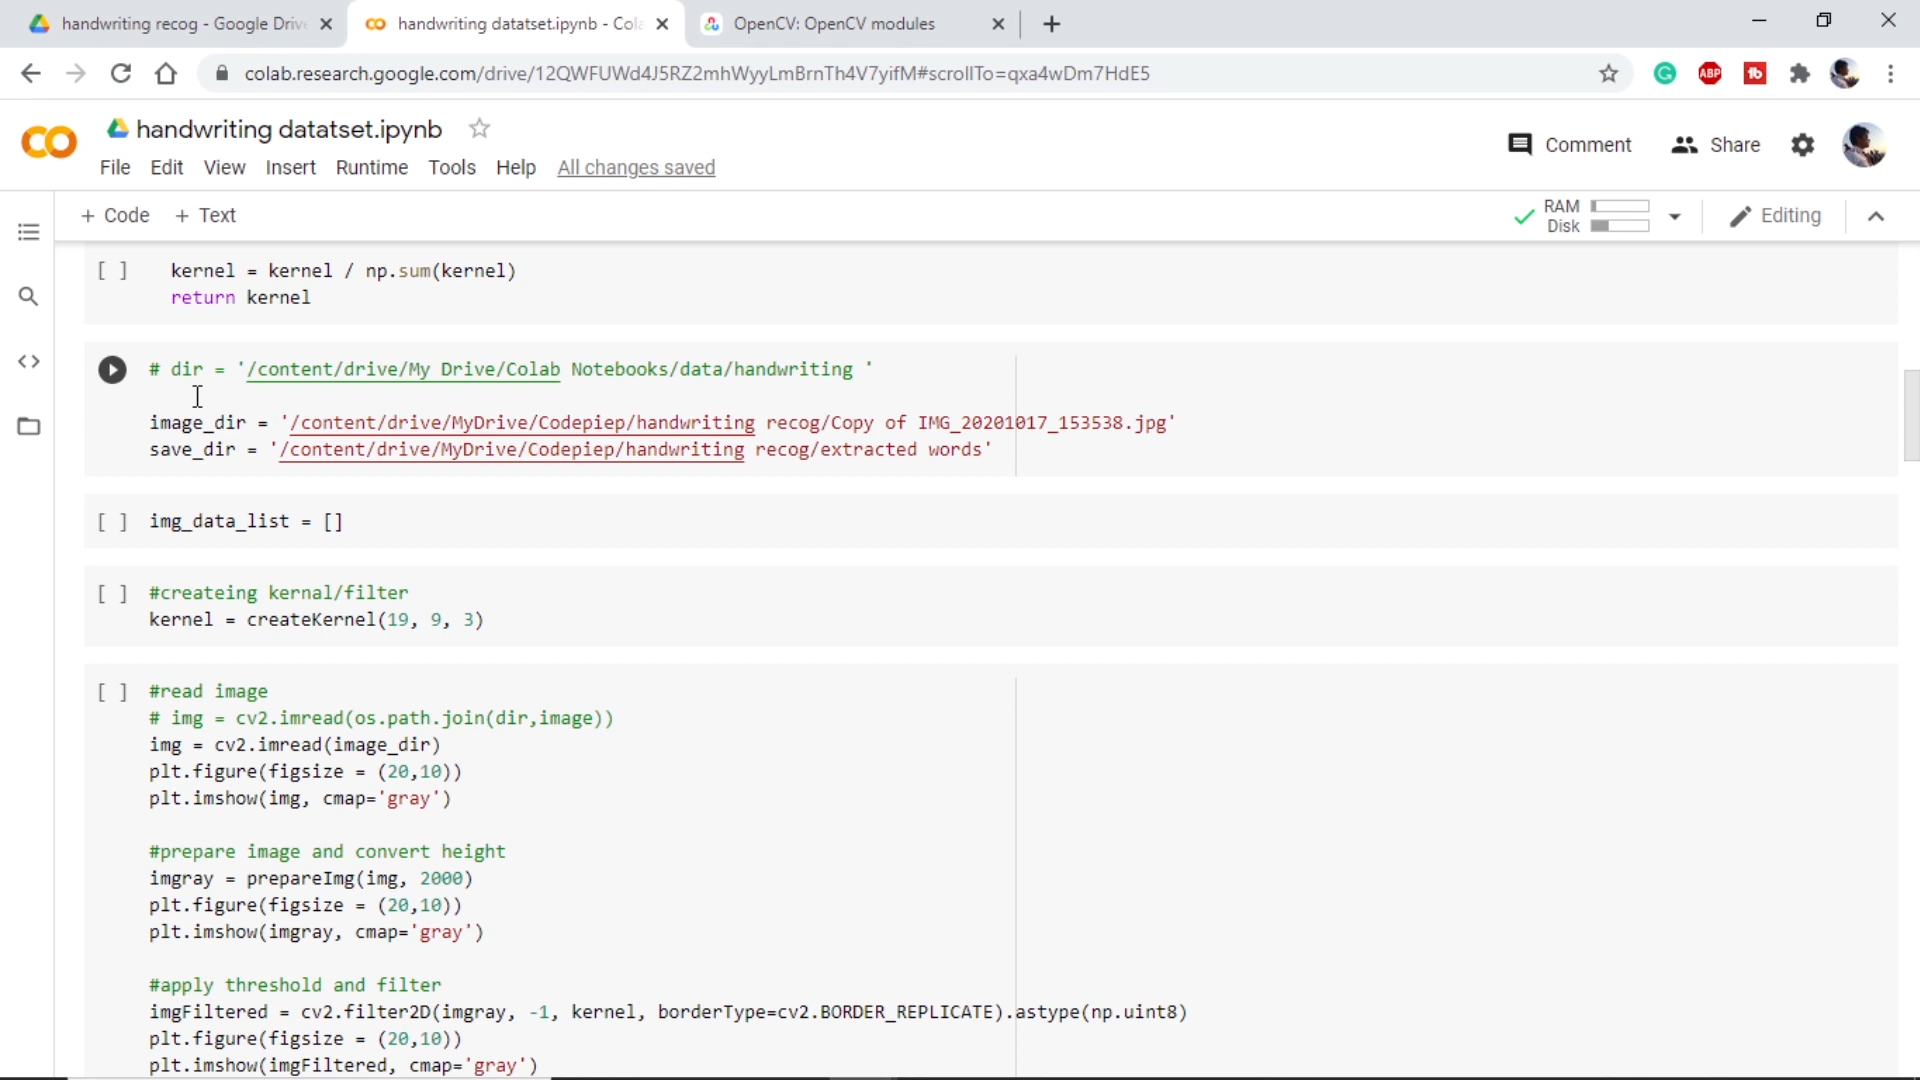 handwriting recog - Google Drive
handwriting datatset.ipynb - Cola
OpenCV: OpenCV modules
colab.research.google.com/drive/12QWFUWd4J5RZ2mhWyyLmBrnTh4V7yifM#scrollTo=qxa4wDm7HdE5
ABP
handwriting datatset.ipynb
File Edit View Insert Runtime Tools Help All changes saved
Comment Share
+ Code + Text
RAM
Disk
Editing
[ ] kernel = kernel / np.sum(kernel)
return kernel
# dir = '/content/drive/My Drive/Colab Notebooks/data/handwriting '
image_dir = '/content/drive/MyDrive/Codepiep/handwriting recog/Copy of IMG_20201017_153538.jpg'
save_dir = '/content/drive/MyDrive/Codepiep/handwriting recog/extracted words'
[ ] img_data_list = []
[ ] #createing kernal/filter
kernel = createKernel(19, 9, 3)
[ ] #read image
# img = cv2.imread(os.path.join(dir,image))
img = cv2.imread(image_dir)
plt.figure(figsize = (20,10))
plt.imshow(img, cmap='gray')
#prepare image and convert height
imgray = prepareImg(img, 2000)
plt.figure(figsize = (20,10))
plt.imshow(imgray, cmap='gray')
#apply threshold and filter
imgFiltered = cv2.filter2D(imgray, -1, kernel, borderType=cv2.BORDER_REPLICATE).astype(np.uint8)
plt.figure(figsize = (20,10))
plt.imshow(imgFiltered, cmap='gray')